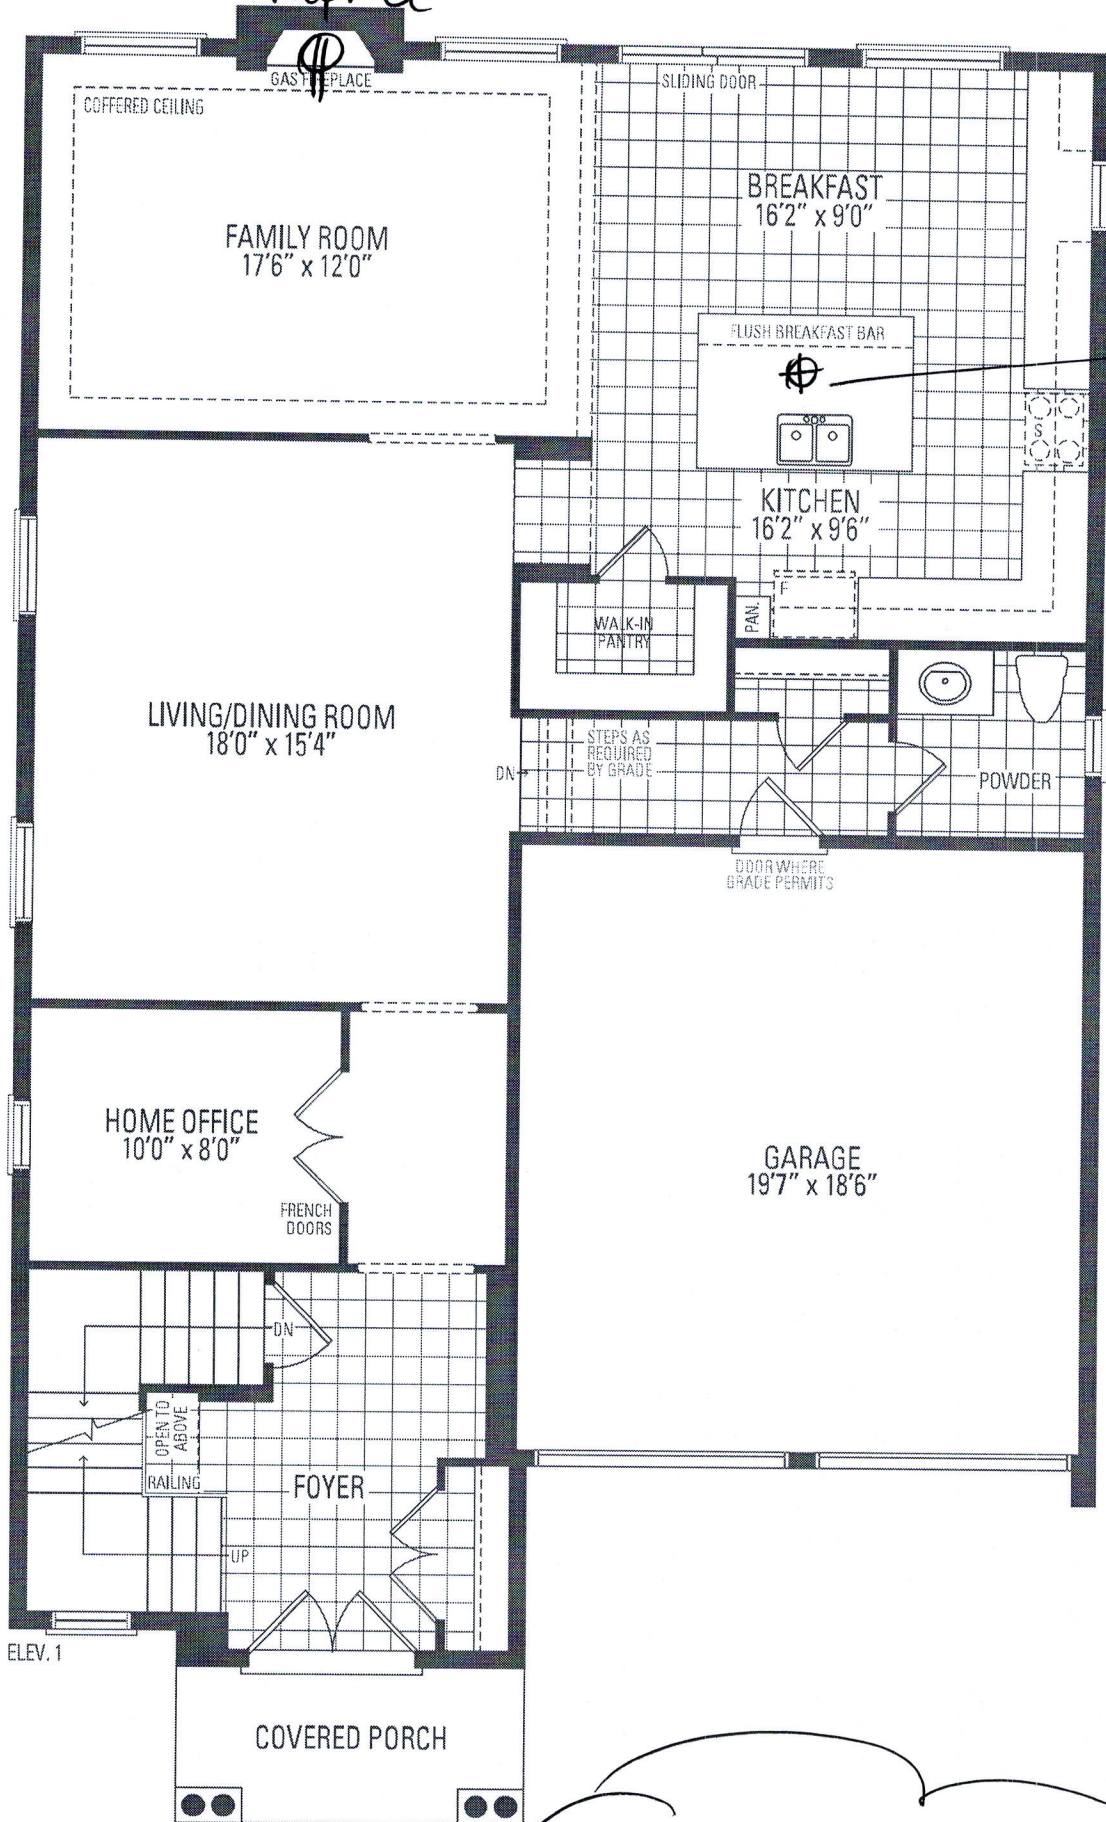 GAS FIREPLACE
COFFERED CEILING
SLIDING DOOR
BREAKFAST
16'2" x 9'0"
FAMILY ROOM
17'6" x 12'0"
FLUSH BREAKFAST BAR
S
KITCHEN
16'2" x 9'6"
F
PAN.
WALK-IN
PANTRY
LIVING/DINING ROOM
18'0" x 15'4"
STEPS AS
REQUIRED
BY GRADE
DN
POWDER
DOOR WHERE
GRADE PERMITS
HOME OFFICE
10'0" x 8'0"
GARAGE
19'7" x 18'6"
FRENCH
DOORS
DN
OPEN TO
ABOVE
RAILING
FOYER
UP
ELEV. 1
COVERED PORCH